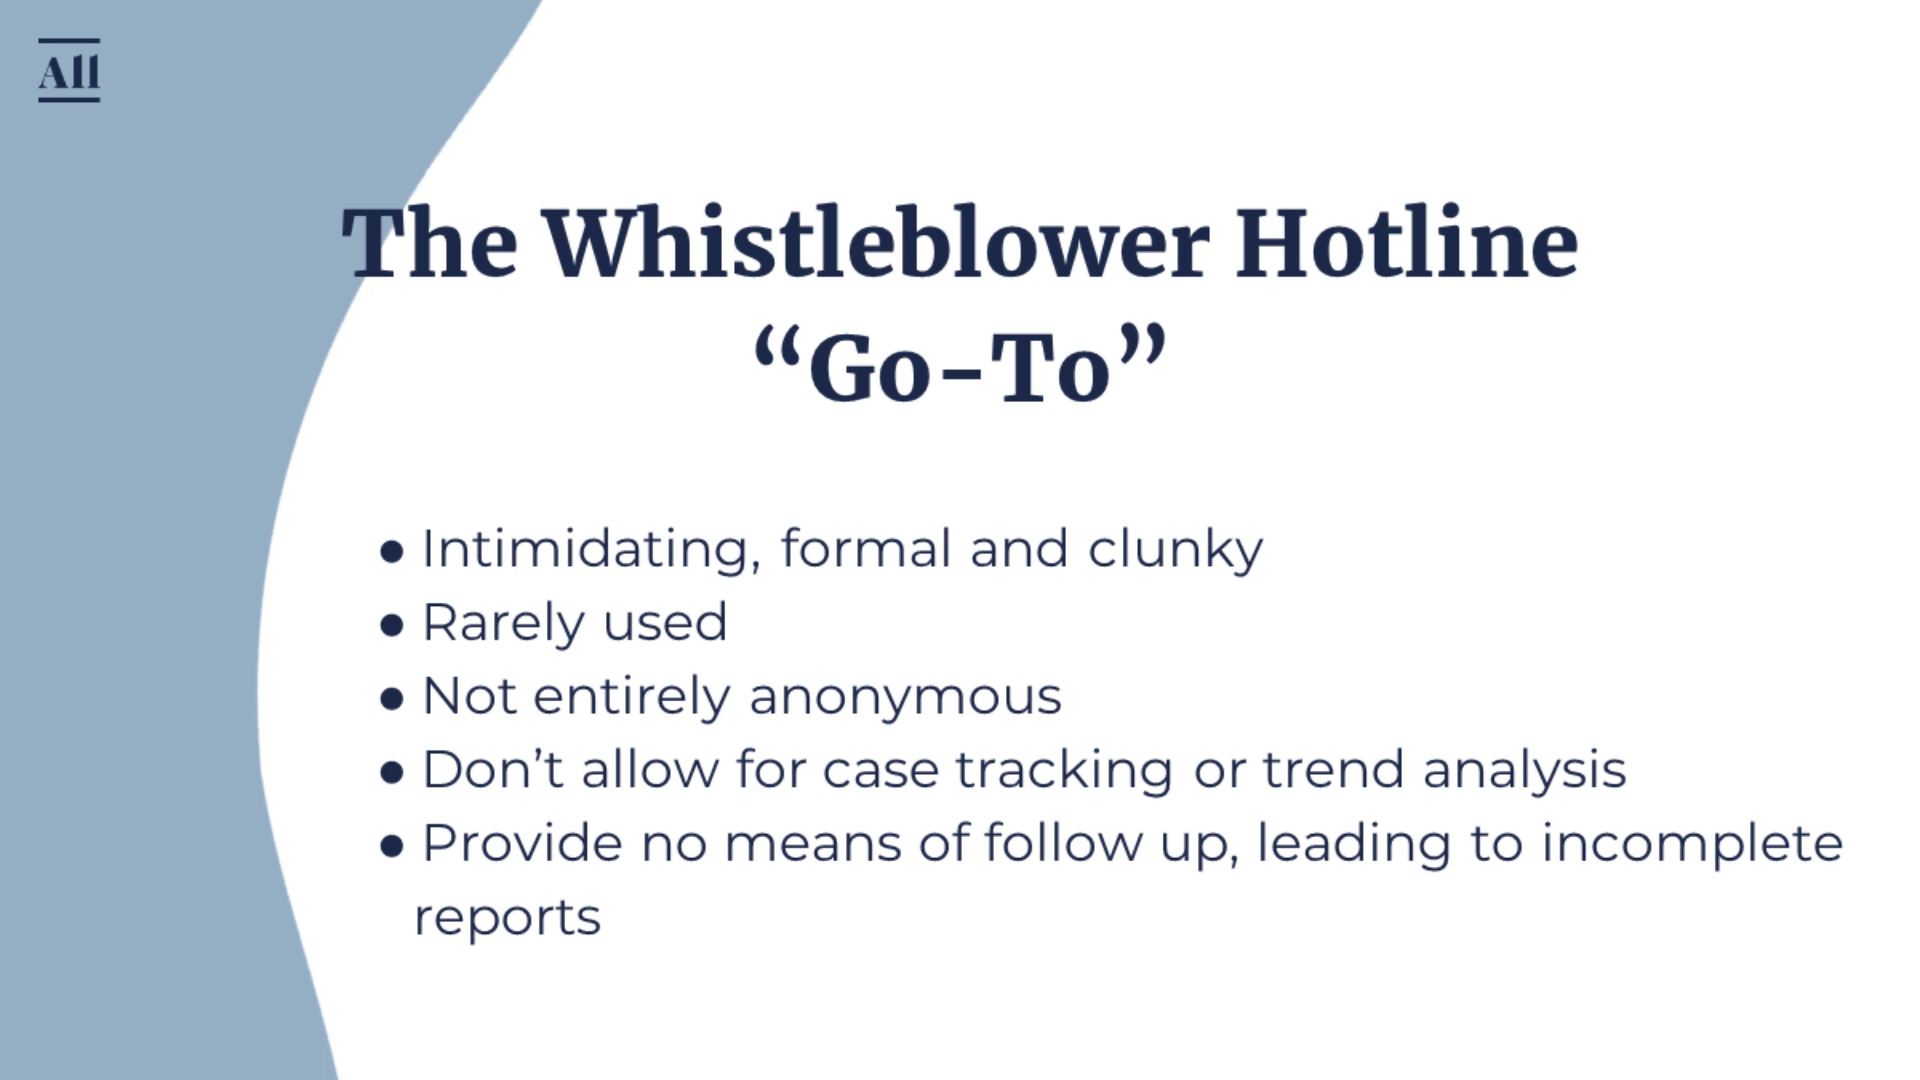 All
The Whistleblower Hotline
“Go-To”
● Intimidating, formal and clunky
● Rarely used
● Not entirely anonymous
● Don’t allow for case tracking or trend analysis
● Provide no means of follow up, leading to incomplete
reports